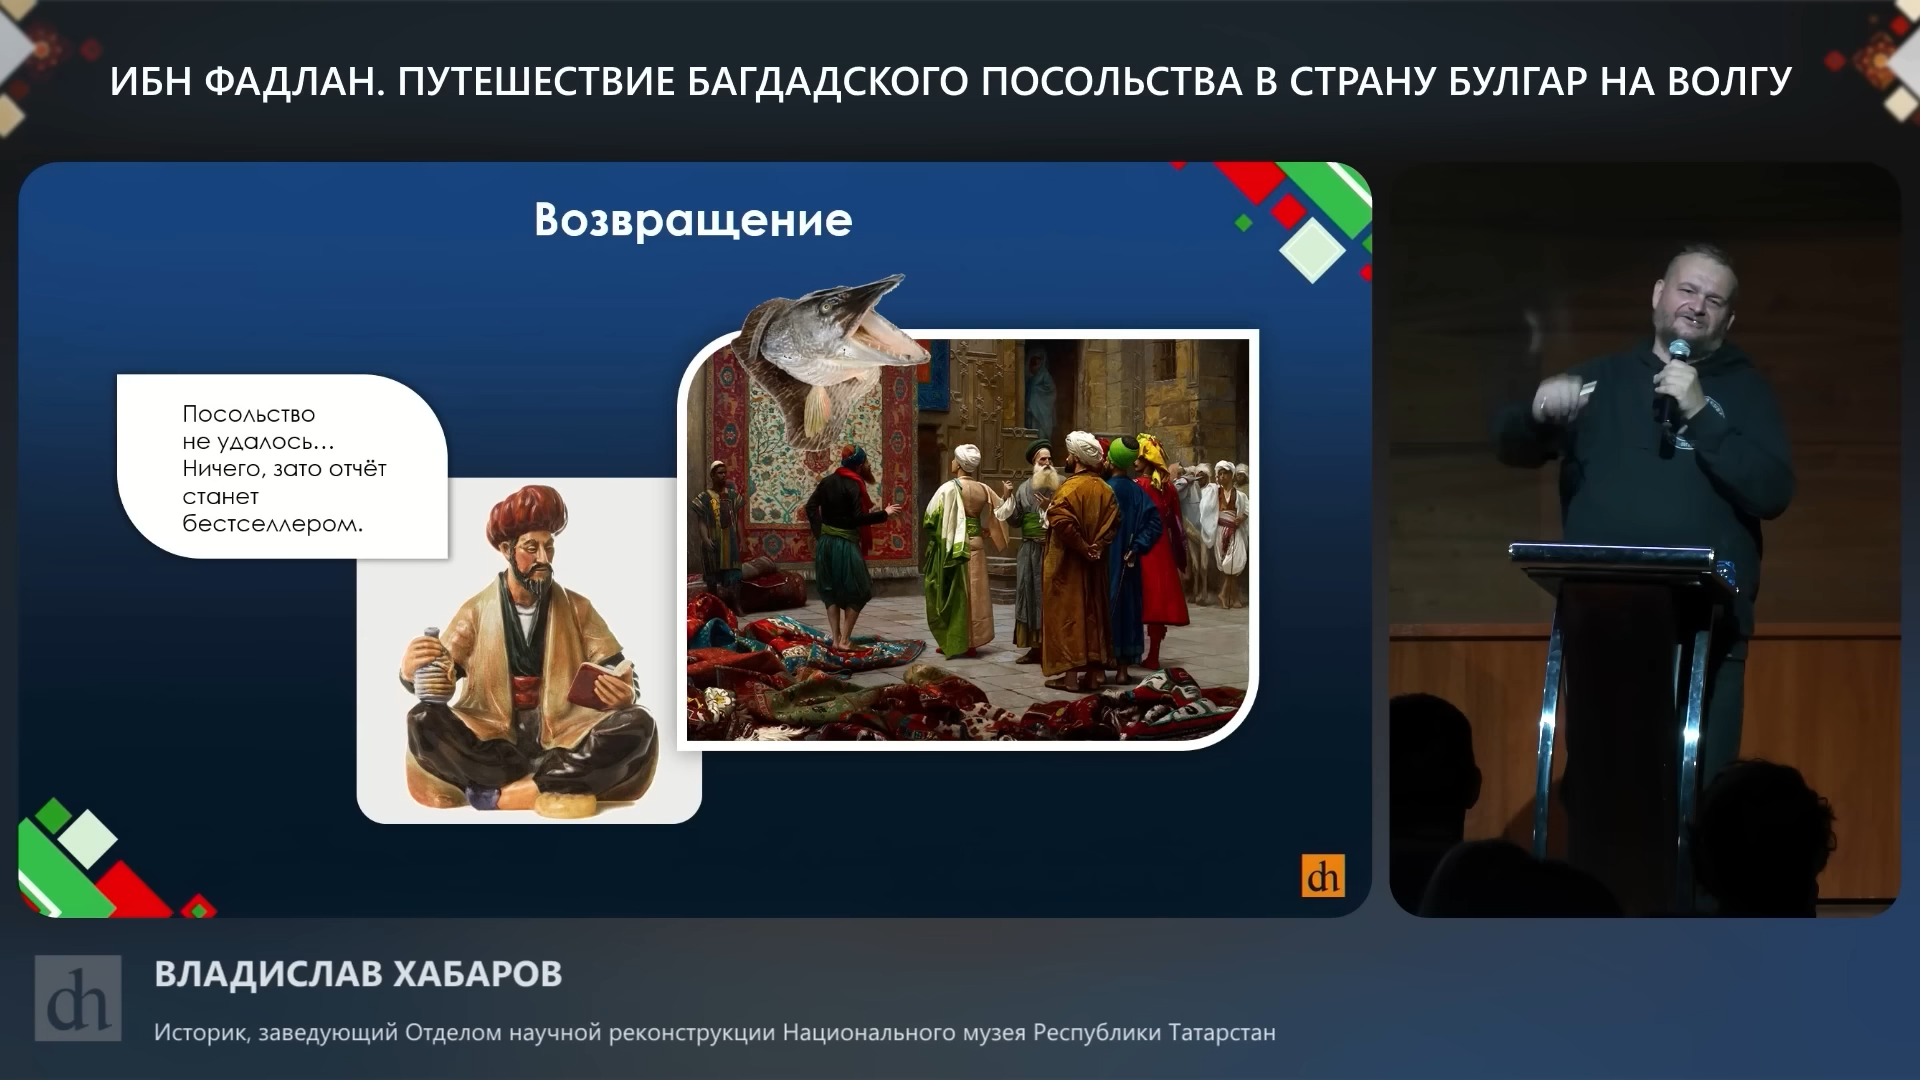 ИБН ФАДЛАН. ПУТЕШЕСТВИЕ БАГДАДСКОГО ПОСОЛЬСТВА В СТРАНУ БУЛГАР НА ВОЛГУ
Возвращение
Посольство
не удалось...
Ничего, зато отчёт
станет
бестселлером.
dh
dh
ВЛАДИСЛАВ ХАБАРОВ
Историк, заведующий Отделом научной реконструкции Национального музея Республики Татарстан